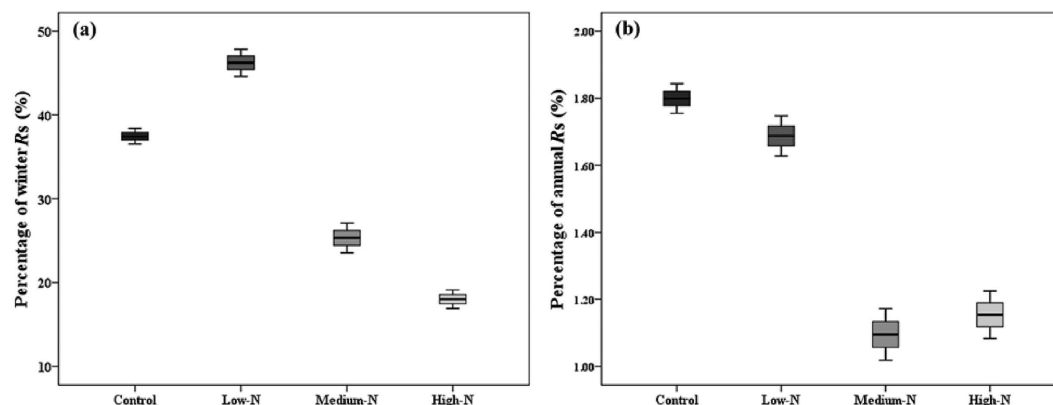 (a)
Percentage of winter Rs (%)
50
40
30
20
10
Control Low-N Medium-N High-N
(b)
Percentage of annual Rs (%)
2.00
1.80
1.60
1.40
1.20
1.00
Control Low-N Medium-N High-N